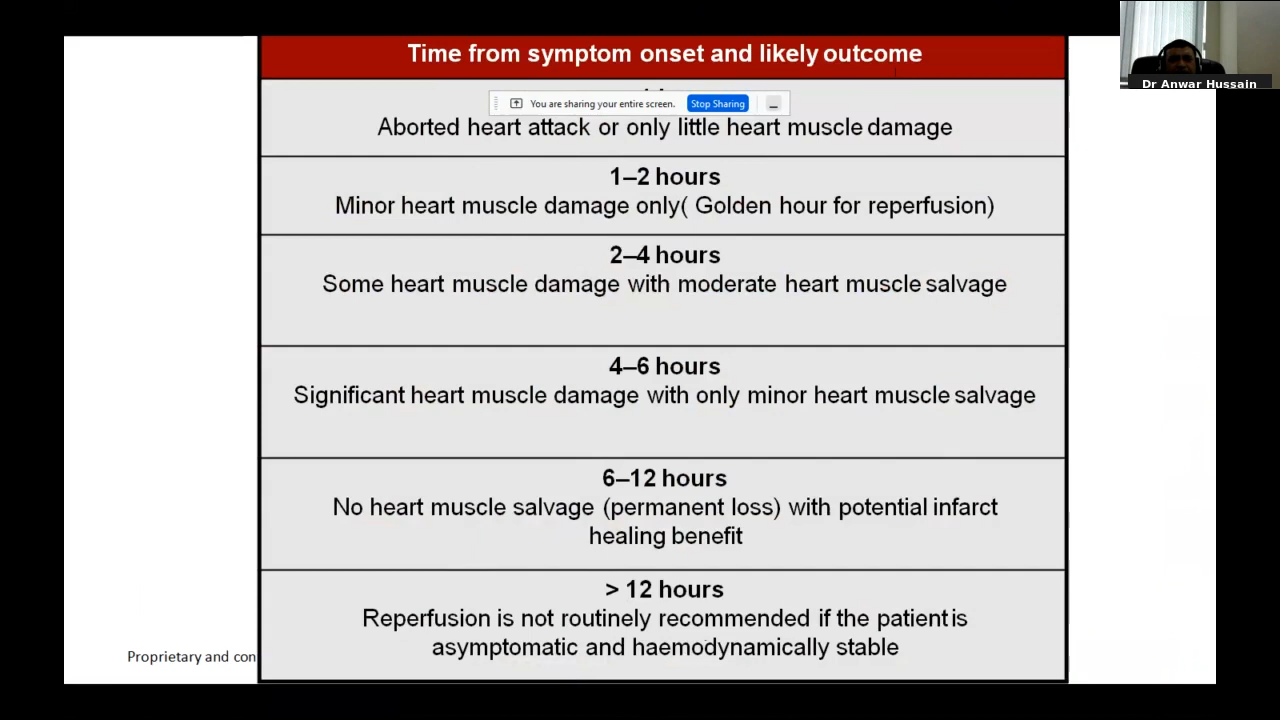 Time from symptom onset and likely outcome
Dr Anwar Hussain
You are sharing your entire screen. Stop Sharing
Aborted heart attack or only little heart muscle damage
1–2 hours
Minor heart muscle damage only( Golden hour for reperfusion)
2–4 hours
Some heart muscle damage with moderate heart muscle salvage
4–6 hours
Significant heart muscle damage with only minor heart muscle salvage
6–12 hours
No heart muscle salvage (permanent loss) with potential infarct
healing benefit
> 12 hours
Reperfusion is not routinely recommended if the patient is
asymptomatic and haemodynamically stable
Proprietary and con